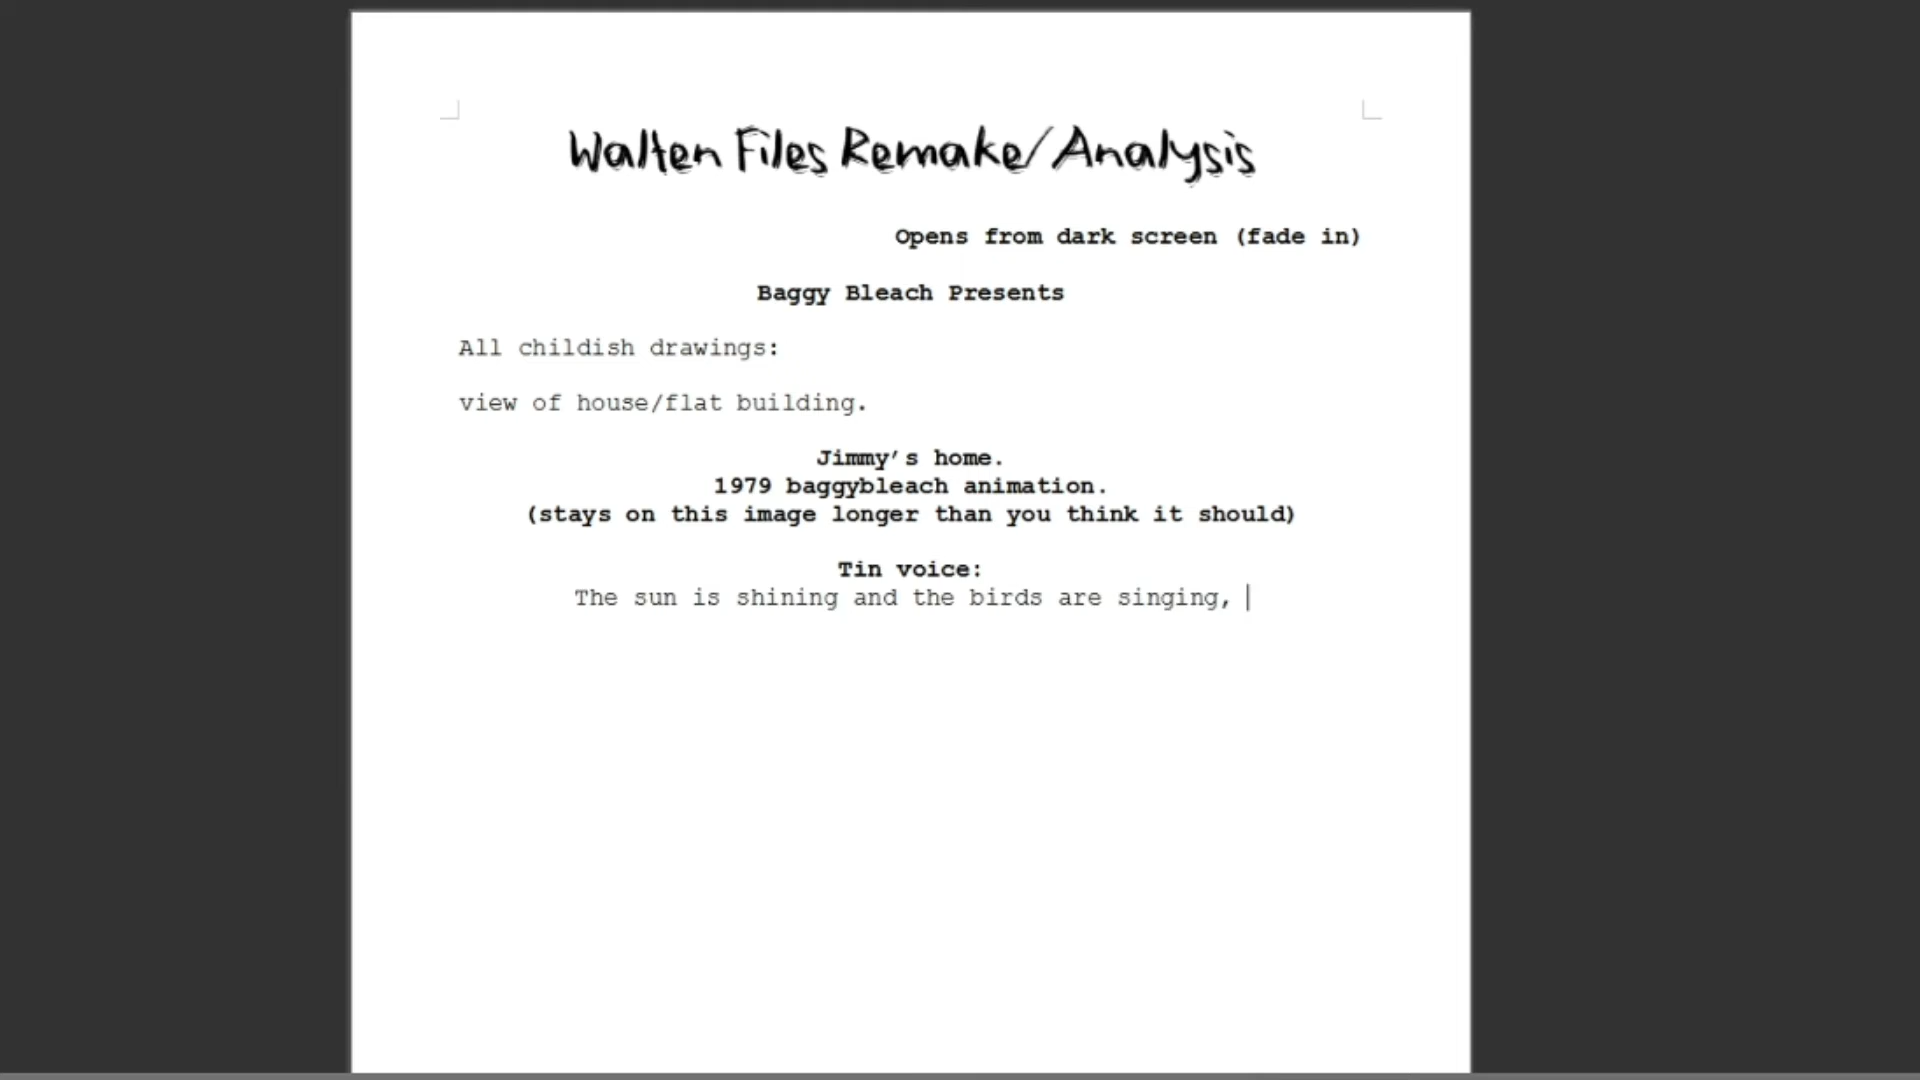 Walten Files Remake/Analysis
Opens from dark screen (fade in)
Baggy Bleach Presents
All childish drawings:
view of house/flat building.
Jimmy's home.
1979 baggybleach animation.
(stays on this image longer than you think it should)
Tin voice:
The sun is shining and the birds are singing,